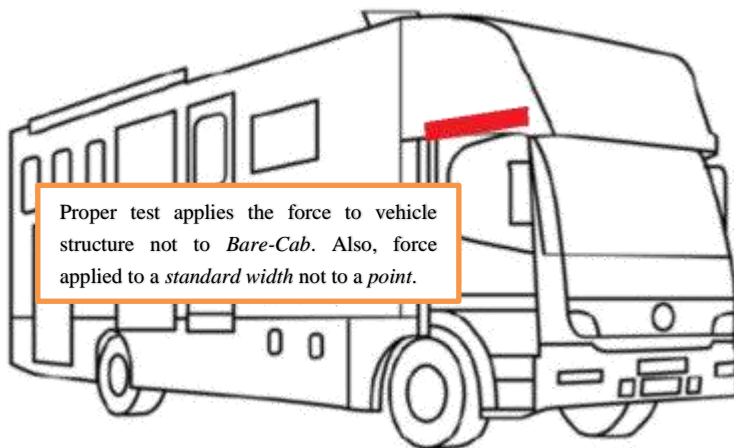 Proper test applies the force to vehicle
structure not to Bare-Cab. Also, force
applied to a standard width not to a point.